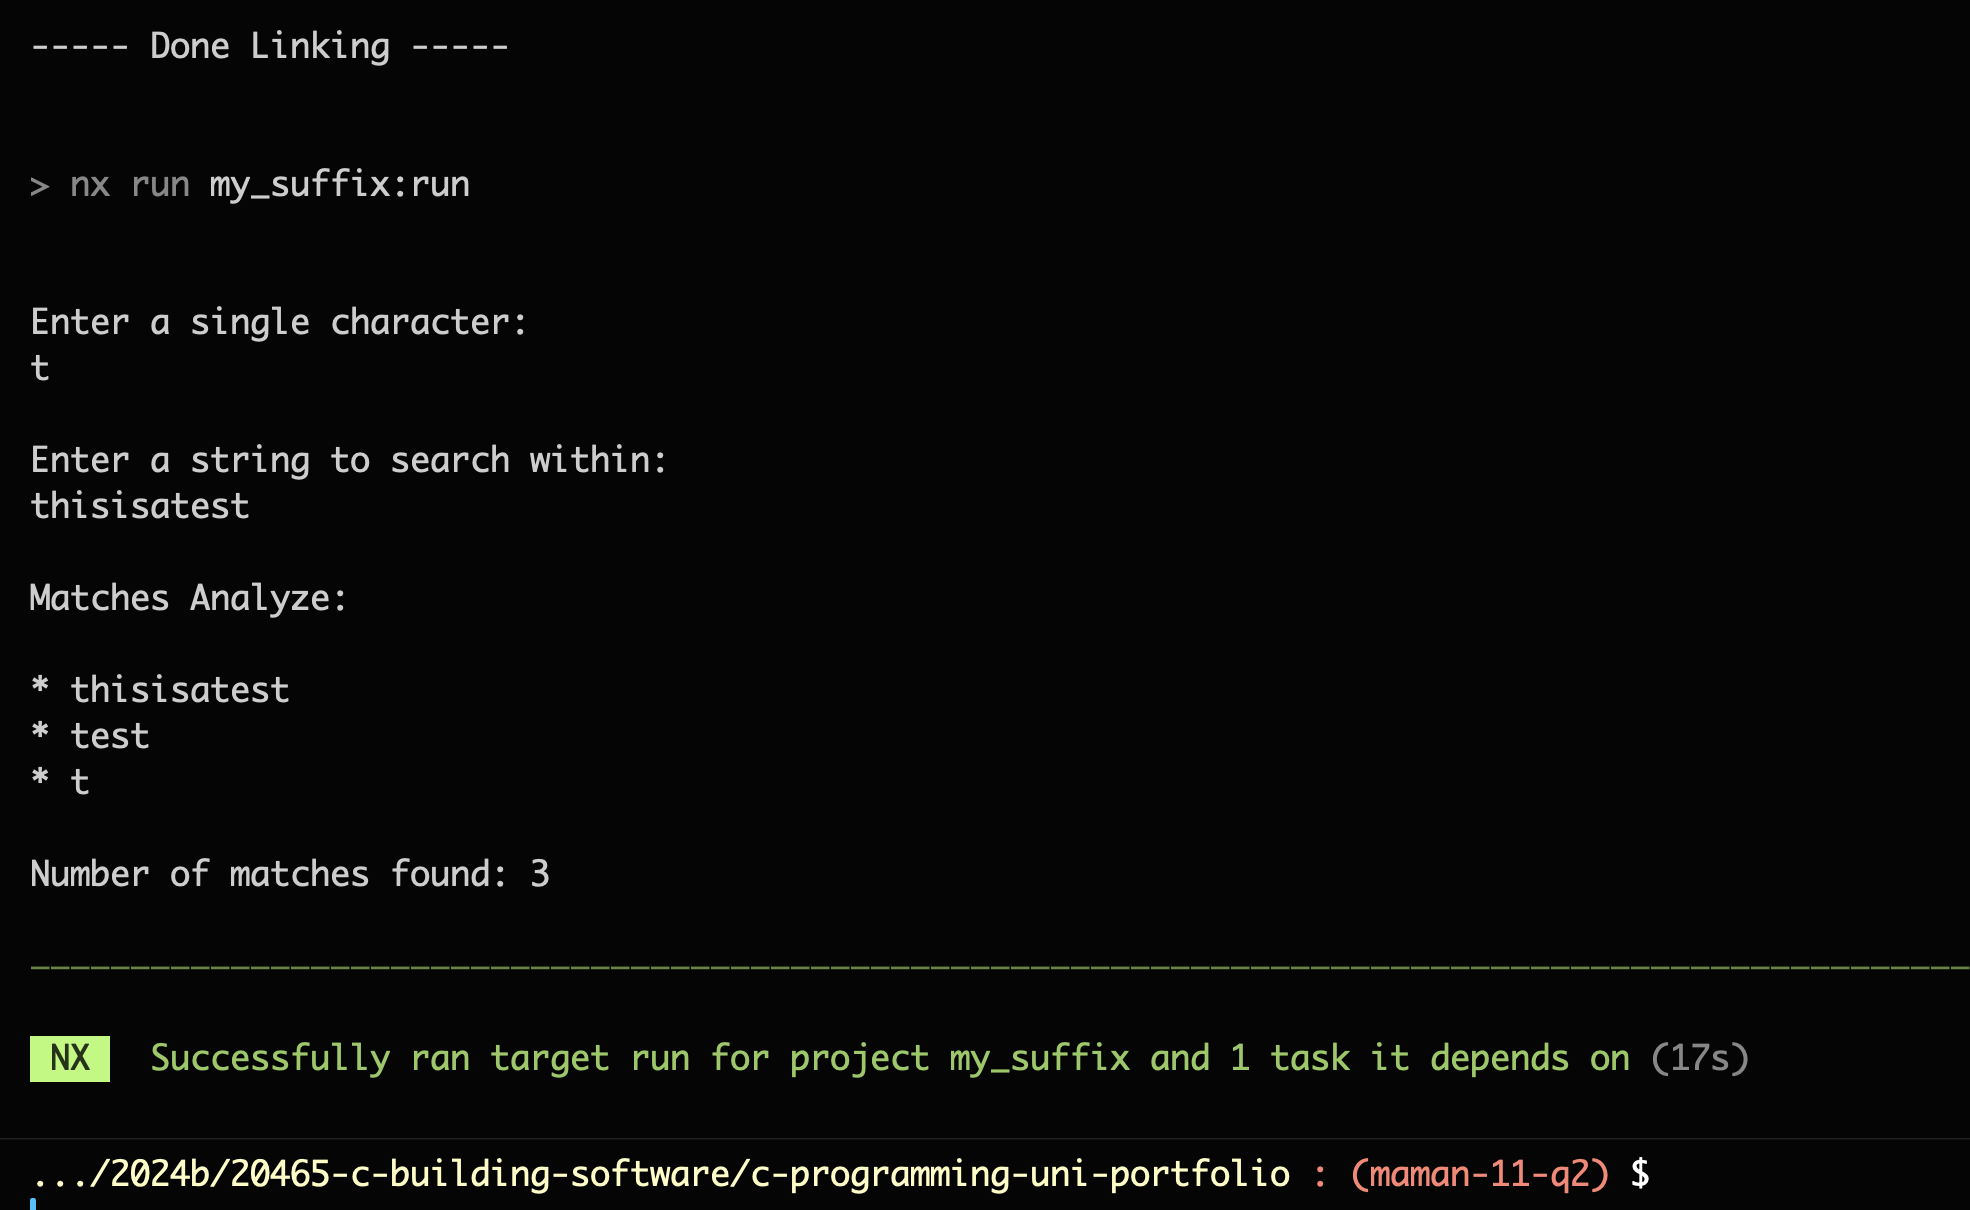 ----- Done Linking -----
> nx run my_suffix:run
Enter a single character:
t
Enter a string to search within:
thisisatest
Matches Analyze:
* thisisatest
* test
* t
Number of matches found: 3
NX Successfully ran target run for project my_suffix and 1 task it depends on (17s)
.../2024b/20465-c-building-software/c-programming-uni-portfolio : (maman-11-q2) $